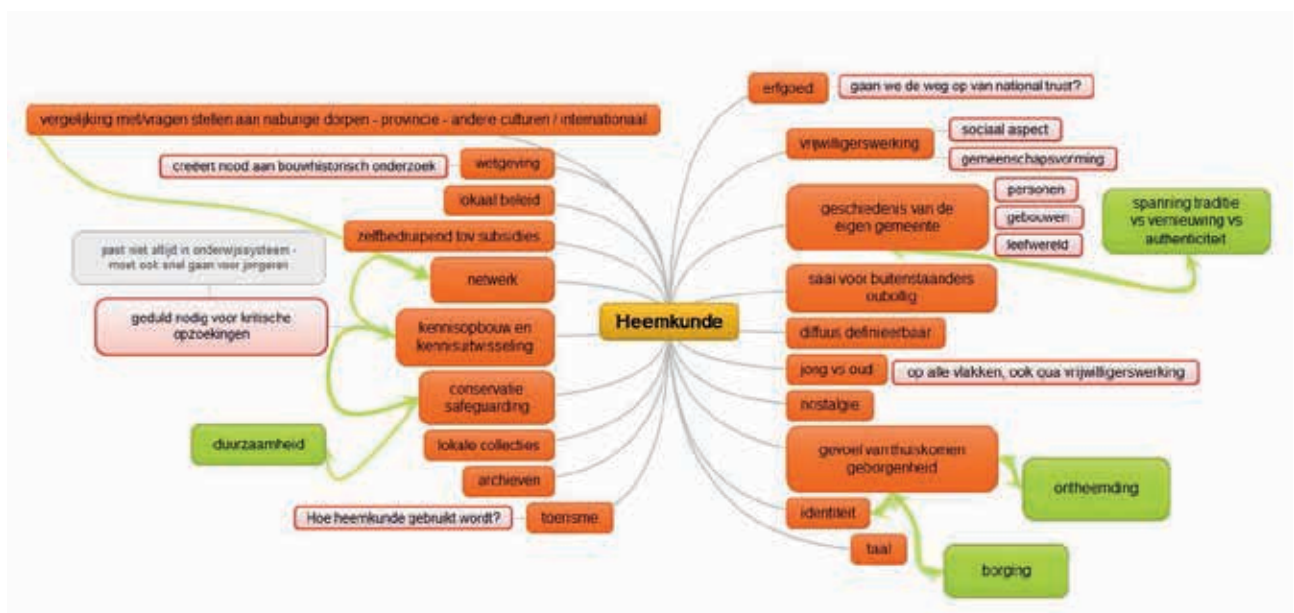 Heemkunde
erfgoed
gaan we de weg op van national trust?
vrijwilligerswerking
sociaal aspect
gemeenschapsvorming
geschiedenis van de
eigen gemeente
personen
gebouwen
leefwereld
spanning traditie
vs vernieuwing vs
authenticiteit
saai voor buitenstaanders
oubollig
diffuus definieerbaar
jong vs oud
op alle vlakken, ook qua vrijwilligerswerking
nostalgie
gevoel van thuiskomen
geborgenheid
ontheemding
identiteit
borging
taal
vergelijking met/vragen stellen aan naburige dorpen - provincie - andere culturen / internationaal
wetgeving
creëert nood aan bouwhistorisch onderzoek
lokaal beleid
zelfbedruipend tov subsidies
netwerk
past niet altijd in onderwijssysteem -
moet ook snel gaan voor jongeren
geduld nodig voor kritische
opzoekingen
kennisopbouw en
kennisuitwisseling
conservatie
safeguarding
duurzaamheid
lokale collecties
archieven
toerisme
Hoe heemkunde gebruikt wordt?